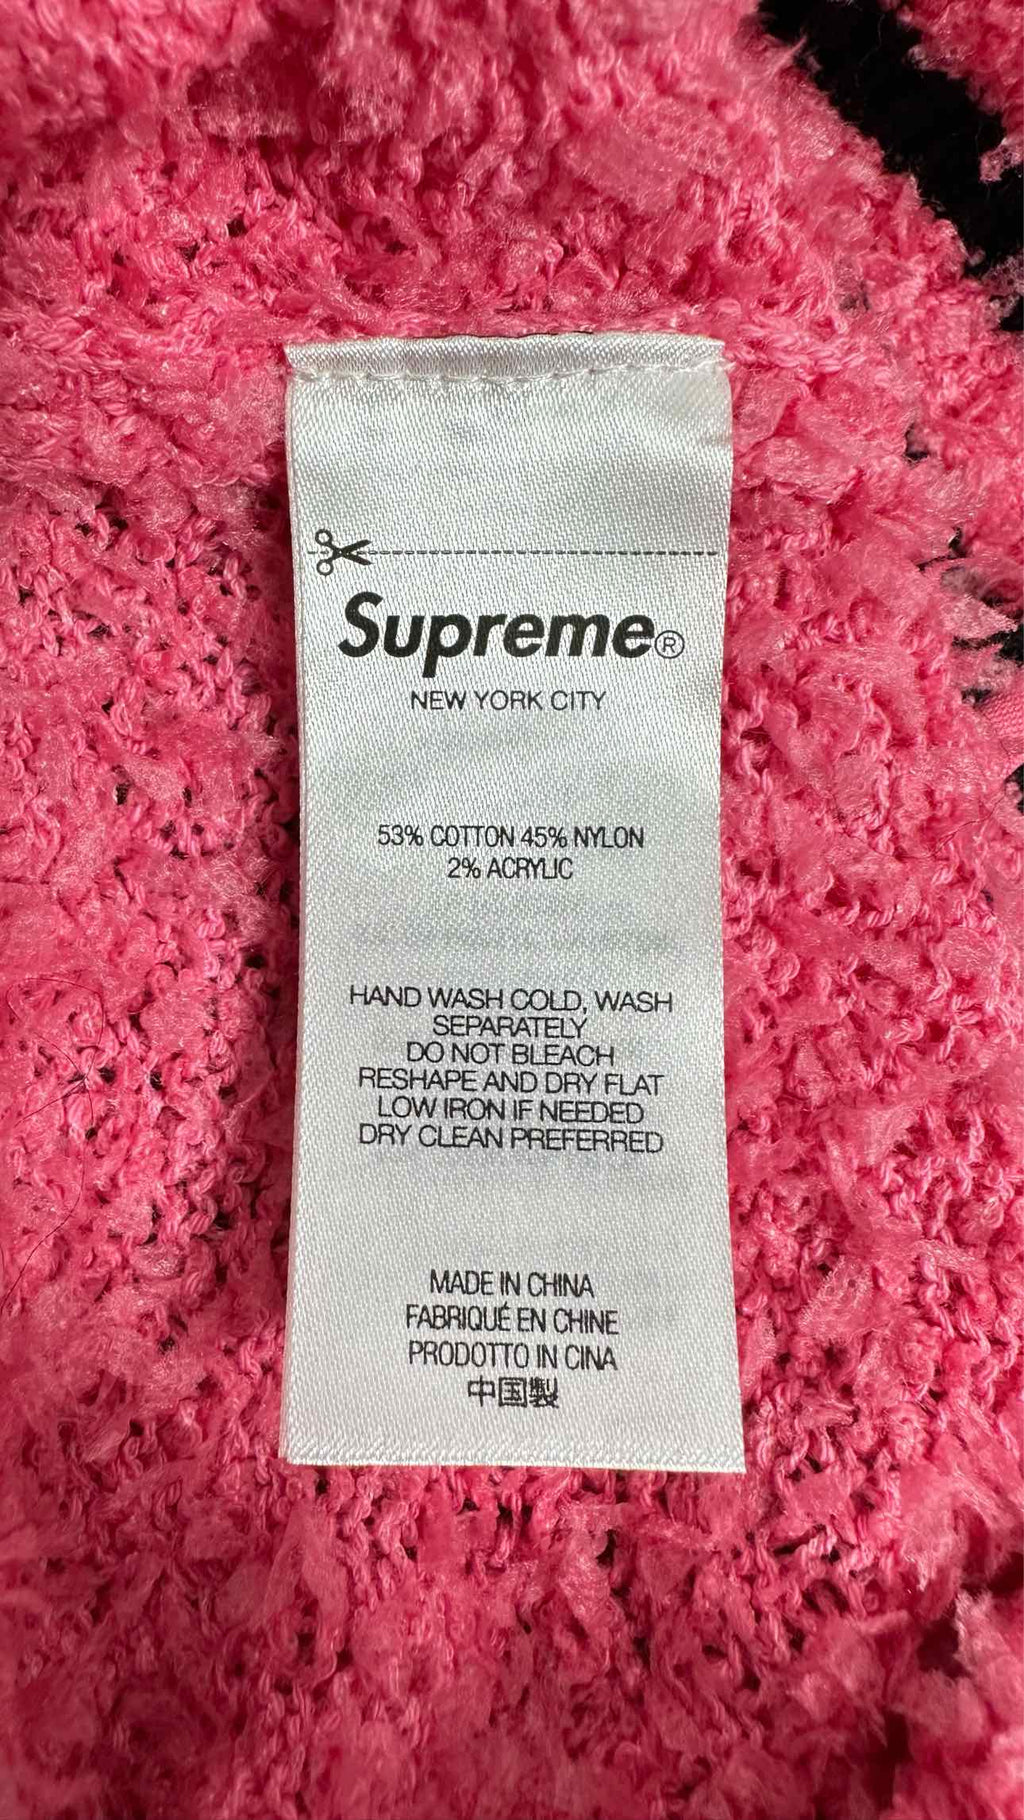 Supreme®
NEW YORK CITY
53% COTTON 45% NYLON
2% ACRYLIC
HAND WASH COLD, WASH
SEPARATELY
DO NOT BLEACH
RESHAPE AND DRY FLAT
LOW IRON IF NEEDED
DRY CLEAN PREFERRED
MADE IN CHINA
FABRIQUÉ EN CHINE
PRODOTTO IN CINA
中国製